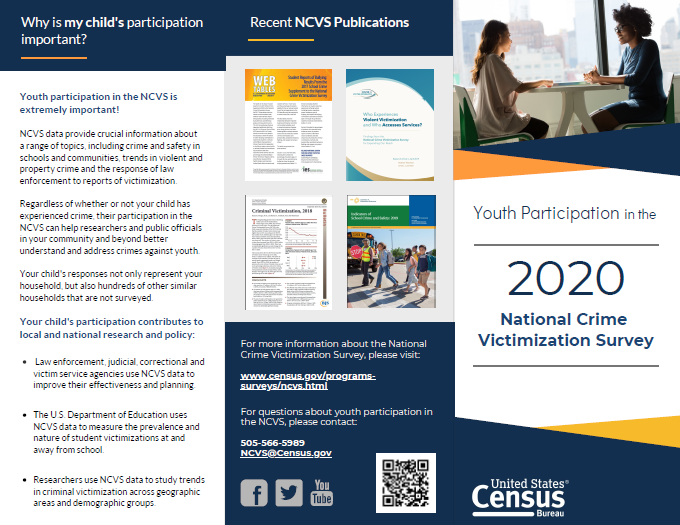 Why is my child's participation
important?
Youth participation in the NCVS is
extremely important!
NCVS data provide crucial information about
a range of topics, including crime and safety in
schools and communities, trends in violent and
property crime and the response of law
enforcement to reports of victimization.
Regardless of whether or not your child has
experienced crime, their participation in the
NCVS can help researchers and public officials
in your community and beyond better
understand and address crimes against youth.
Your child's responses not only represent your
household, but also hundreds of other similar
households that are not surveyed.
Your child's participation contributes to
local and national research and policy:
• Law enforcement, judicial, correctional and
victim service agencies use NCVS data to
improve their effectiveness and planning.
• The U.S. Department of Education uses
NCVS data to measure the prevalence and
nature of student victimizations at and
away from school.
• Researchers use NCVS data to study trends
in criminal victimization across geographic
areas and demographic groups.
Recent NCVS Publications
WEB
TABLES
Student Reports of Bullying:
Results From the
2017 School Crime
Supplement to the National
Crime Victimization Survey
ies
Who Experiences
Violent Victimization
and Who Accesses Services?
Criminal Victimization, 2018
BJS
Indicators of
School Crime and Safety: 2018
STOP
For more information about the National
Crime Victimization Survey, please visit:
www.census.gov/programs-
surveys/ncvs.html
For questions about youth participation in
the NCVS, please contact:
505-566-5989
NCVS@Census.gov
You
Tube
Youth Participation in the
2020
National Crime
Victimization Survey
United States®
Census
Bureau